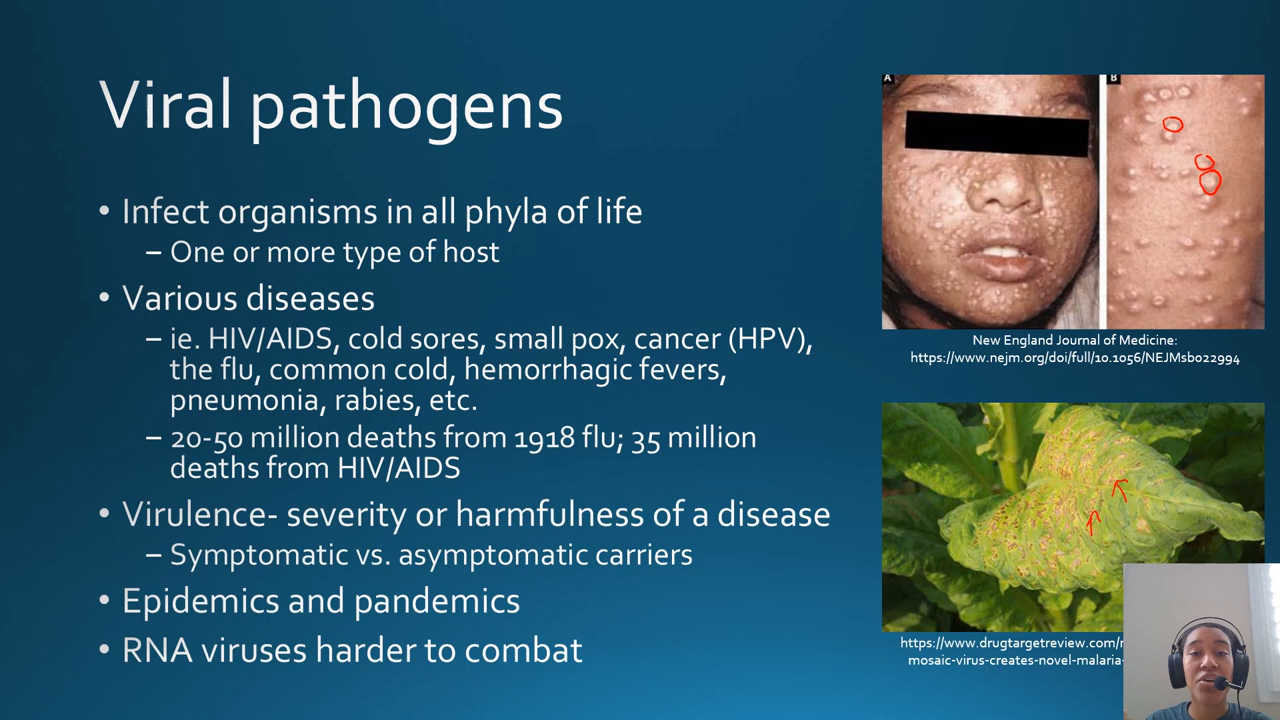 Viral pathogens
• Infect organisms in all phyla of life
– One or more type of host
• Various diseases
– ie. HIV/AIDS, cold sores, small pox, cancer (HPV),
the flu, common cold, hemorrhagic fevers,
pneumonia, rabies, etc.
– 20-50 million deaths from 1918 flu; 35 million
deaths from HIV/AIDS
• Virulence- severity or harmfulness of a disease
– Symptomatic vs. asymptomatic carriers
• Epidemics and pandemics
• RNA viruses harder to combat
A
B
New England Journal of Medicine:
https://www.nejm.org/doi/full/10.1056/NEJMsb022994
https://www.drugtargetreview.com/
mosaic-virus-creates-novel-malaria-